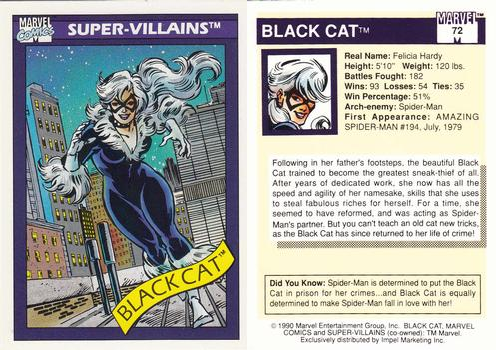 MARVEL
COMICS
SUPER-VILLAINS™
BLACK CAT™
BLACK CAT™
MARVEL
72
Real Name: Felicia Hardy
Height: 5'10" Weight: 120 lbs.
Battles Fought: 182
Wins: 93 Losses: 54 Ties: 35
Win Percentage: 51%
Arch-enemy: Spider-Man
First Appearance: AMAZING
SPIDER-MAN #194, July, 1979
Following in her father's footsteps, the beautiful Black
Cat trained to become the greatest sneak-thief of all.
After years of dedicated work, she now has all the
speed and agility of her namesake, skills that she uses
to steal fabulous riches for herself. For a time, she
seemed to have reformed, and was acting as Spider-
Man's partner. But you can't teach an old cat new tricks,
as the Black Cat has since returned to her life of crime!
Did You Know: Spider-Man is determined to put the Black
Cat in prison for her crimes...and Black Cat is equally
determined to make Spider-Man fall in love with her!
© 1990 Marvel Entertainment Group, Inc. BLACK CAT, MARVEL
COMICS and SUPER-VILLAINS (co-owned): TM Marvel.
Exclusively distributed by Impel Marketing Inc.